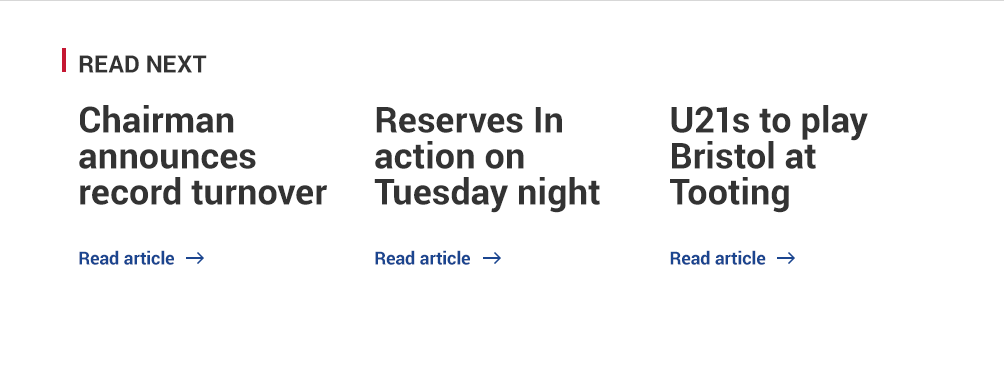 READ NEXT
Chairman
announces
record turnover
Read article
Reserves In
action on
Tuesday night
Read article
U21s to play
Bristol at
Tooting
Read article